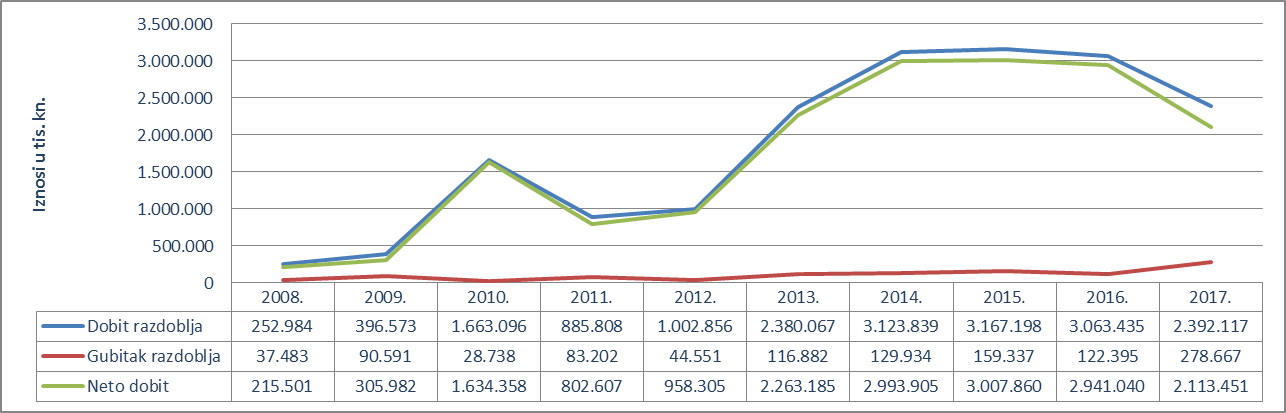 3.500.000
3.000.000
2.500.000
2.000.000
1.500.000
1.000.000
500.000
0
Iznosi u tis. kn.
2008. 2009. 2010. 2011. 2012. 2013. 2014. 2015. 2016. 2017.
Dobit razdoblja 252.984 396.573 1.663.096 885.808 1.002.856 2.380.067 3.123.839 3.167.198 3.063.435 2.392.117
Gubitak razdoblja 37.483 90.591 28.738 83.202 44.551 116.882 129.934 159.337 122.395 278.667
Neto dobit 215.501 305.982 1.634.358 802.607 958.305 2.263.185 2.993.905 3.007.860 2.941.040 2.113.451